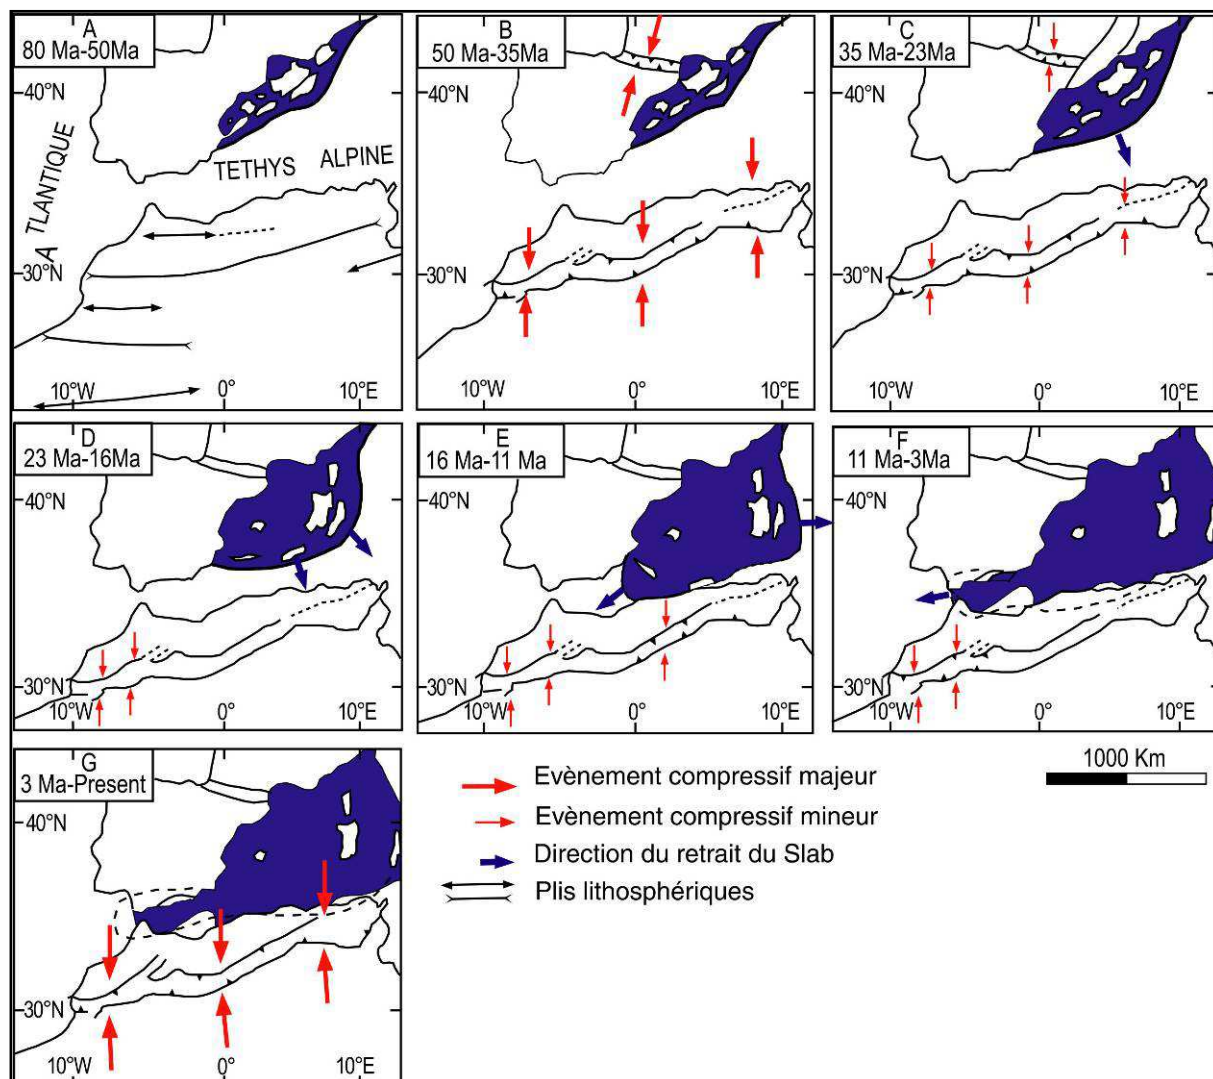 A
80 Ma-50Ma
40°N
ATLANTIQUE
TETHYS ALPINE
30°N
10°W 0° 10°E
B
50 Ma-35Ma
40°N
30°N
10°W 0° 10°E
C
35 Ma-23Ma
40°N
30°N
10°W 0° 10°E
D
23 Ma-16Ma
40°N
30°N
10°W 0° 10°E
E
16 Ma-11 Ma
40°N
30°N
10°W 0° 10°E
F
11 Ma-3Ma
40°N
30°N
10°W 0° 10°E
G
3 Ma-Present
40°N
30°N
10°W 0° 10°E
1000 Km
Evènement compressif majeur
Evènement compressif mineur
Direction du retrait du Slab
Plis lithosphériques